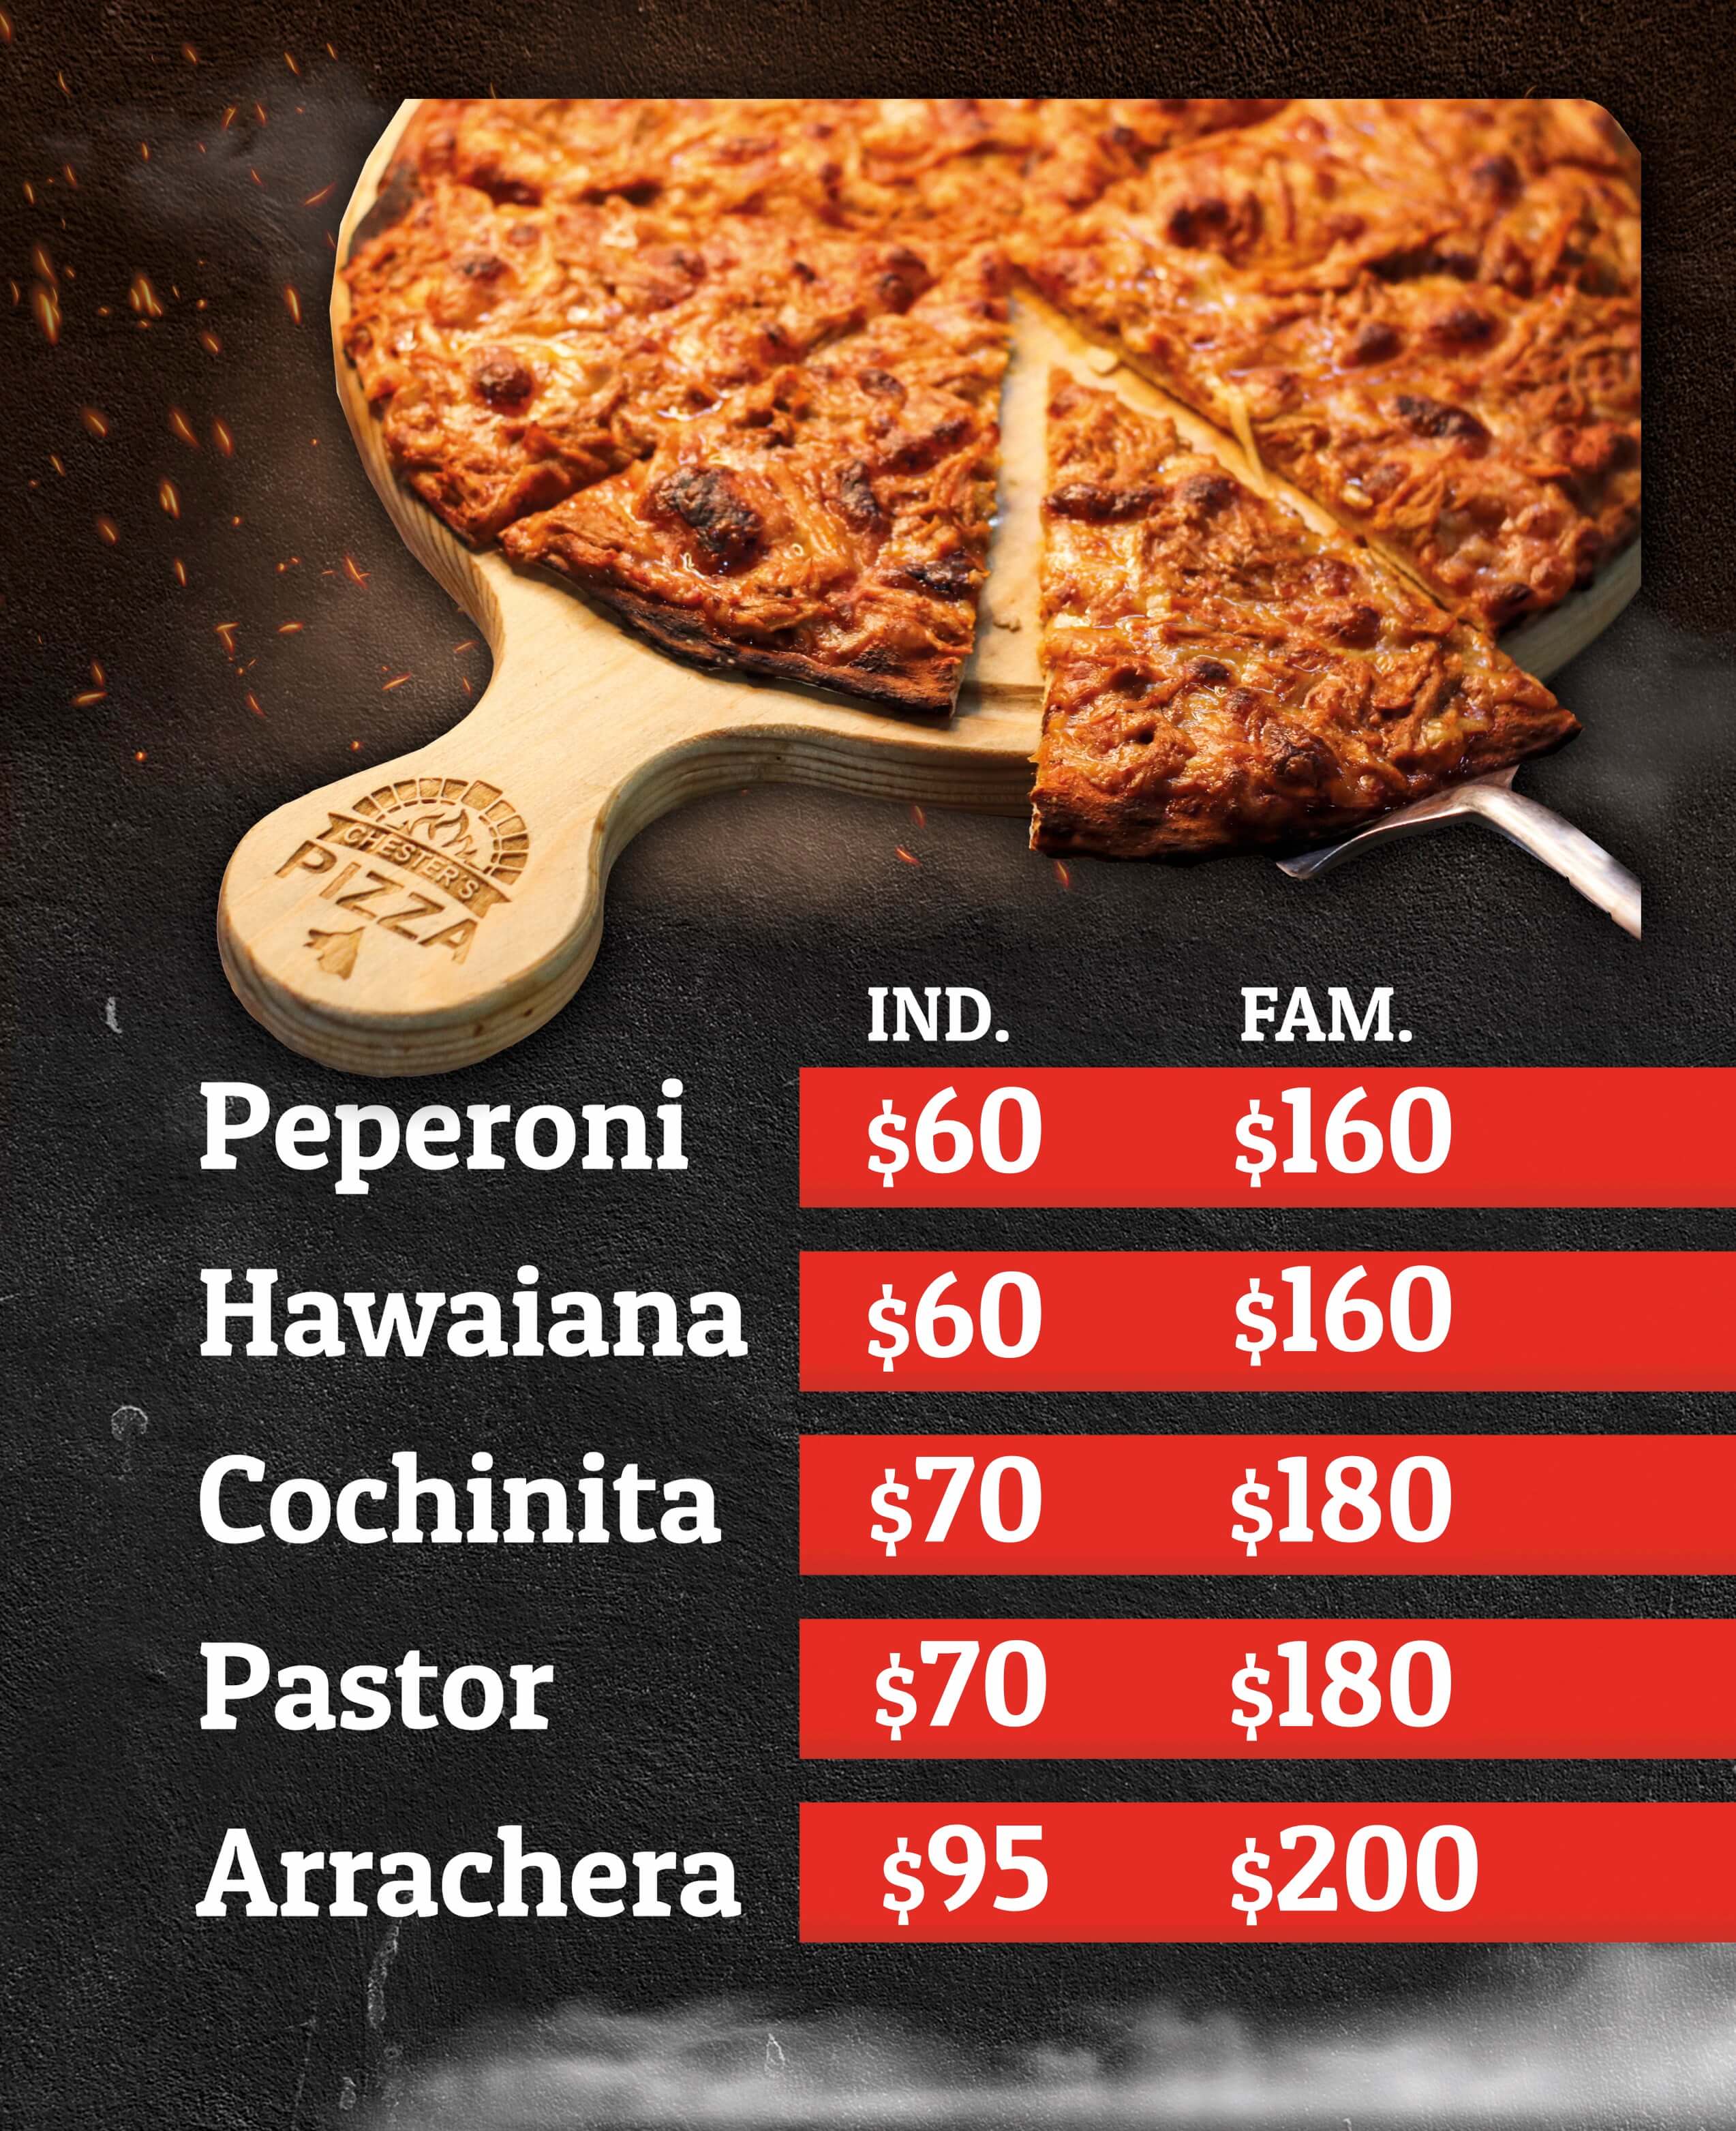 CHESTER'S
PIZZA
IND. FAM.
Peperoni $60 $160
Hawaiana $60 $160
Cochinita $70 $180
Pastor $70 $180
Arrachera $95 $200